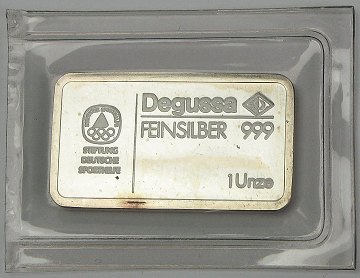 Degussa
FEINSILBER 999
STIFTUNG
DEUTSCHE
SPORTHILFE
1 Unze